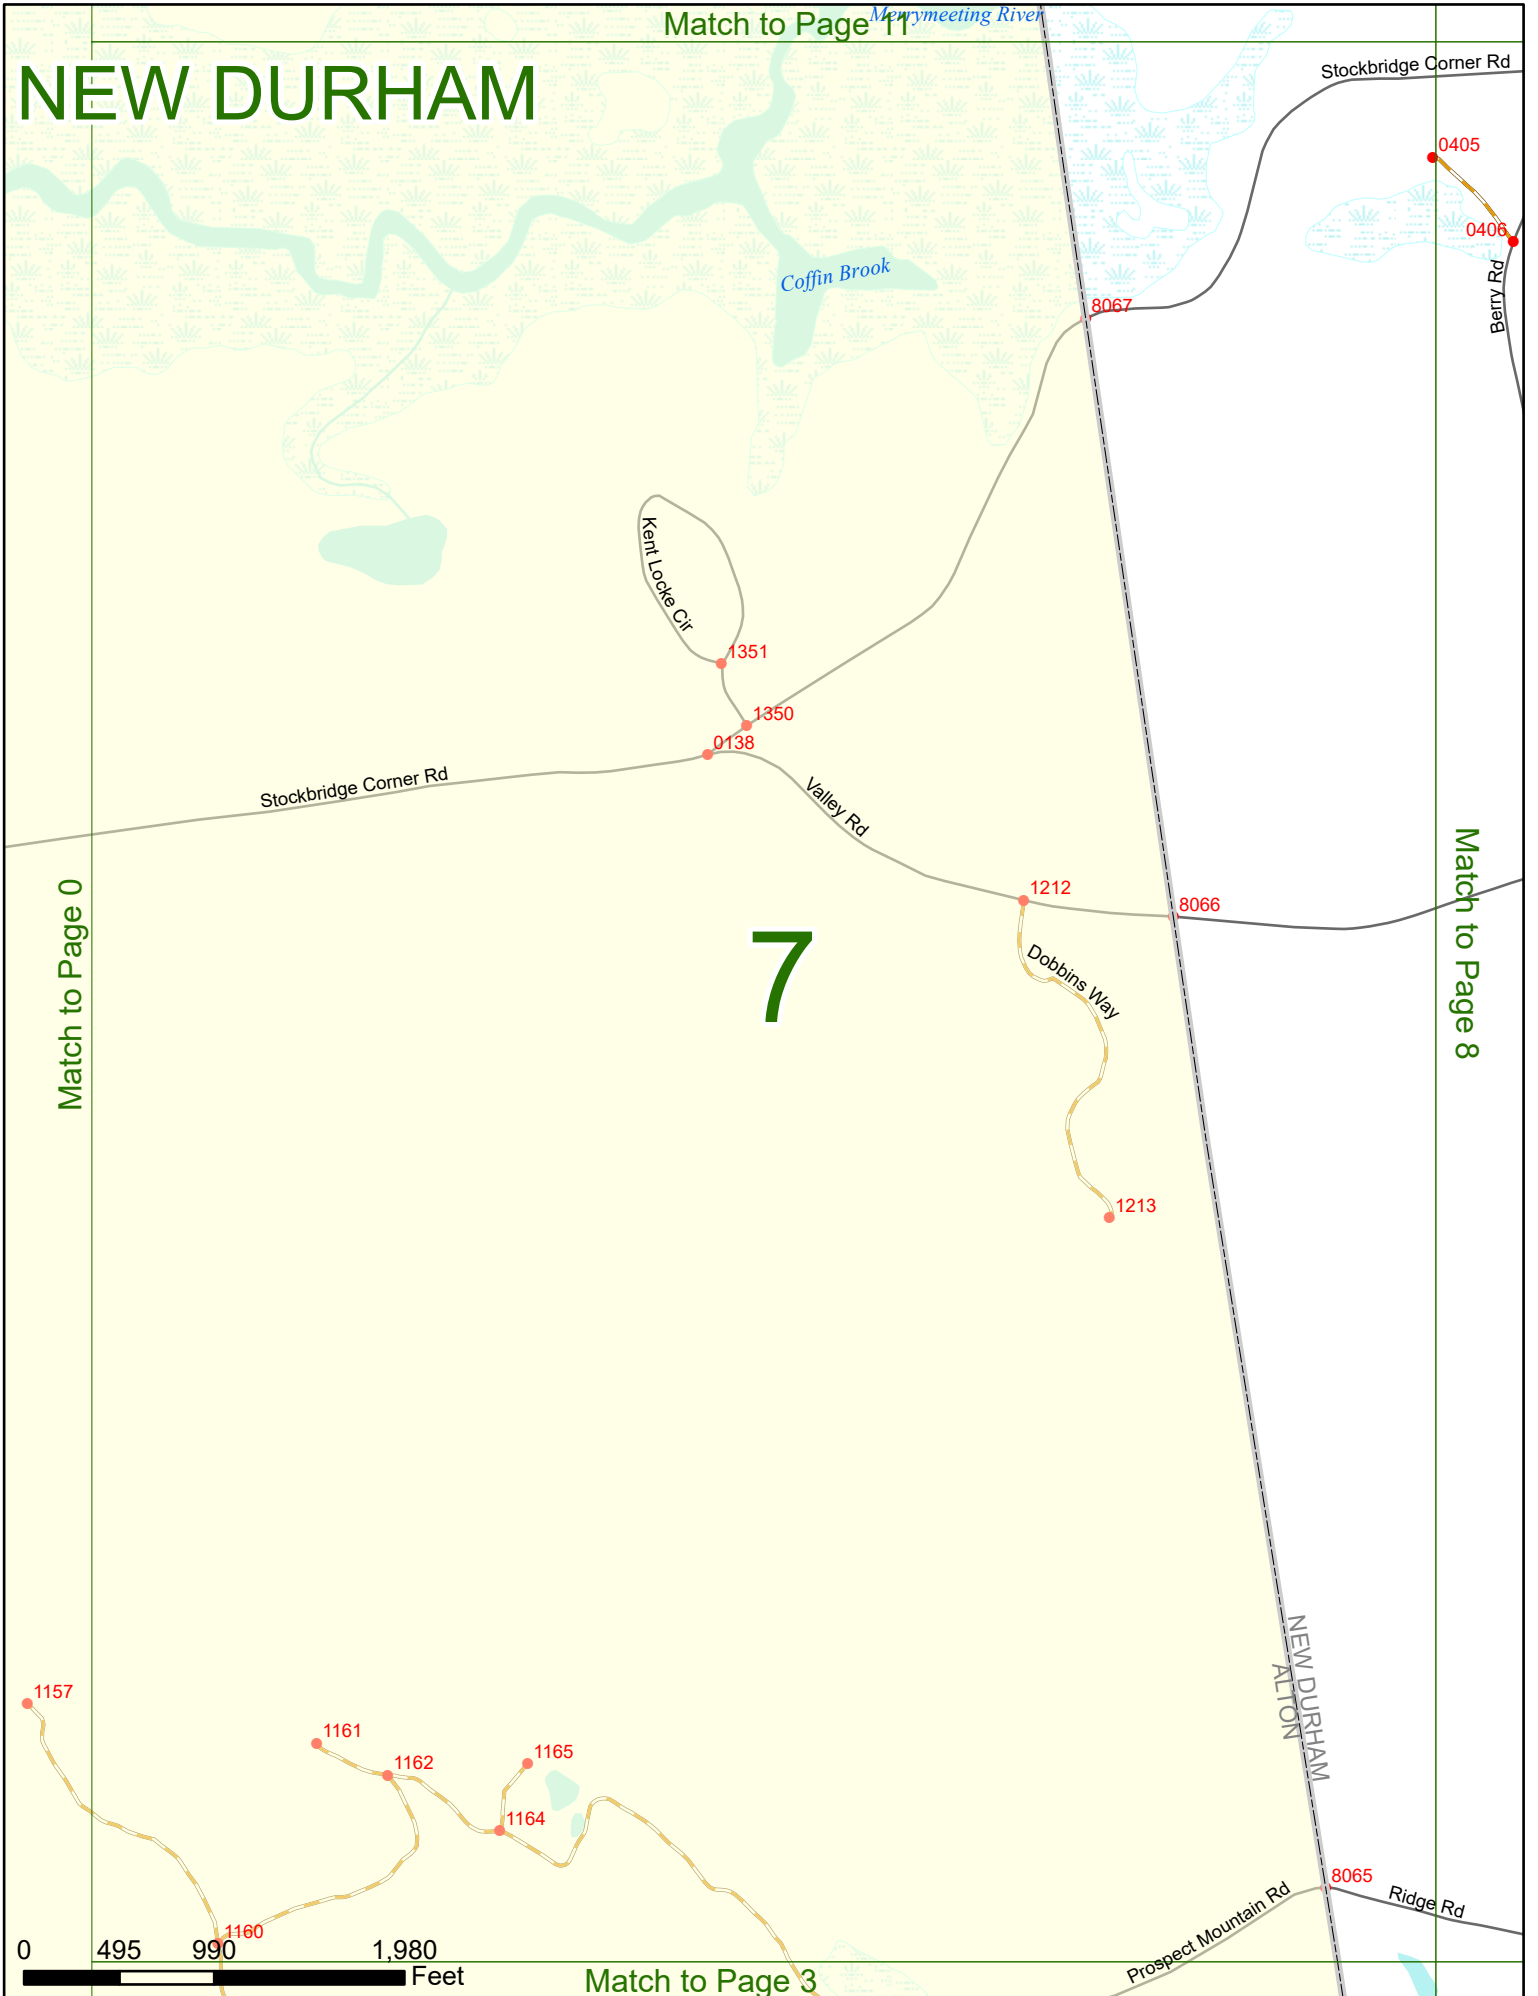 Match to Page 11
Merrymeeting River
NEW DURHAM
Stockbridge Corner Rd
0405
0406
Berry Rd
Coffin Brook
8067
Kent Locke Cir
1351
1350
0138
Stockbridge Corner Rd
Valley Rd
1212
8066
Match to Page 0
7
Match to Page 8
Dobbins Way
1213
NEW DURHAM
ALTON
1157
1161
1162
1165
1164
8065
Ridge Rd
Prospect Mountain Rd
1160
0 495 990 1,980
Feet
Match to Page 3